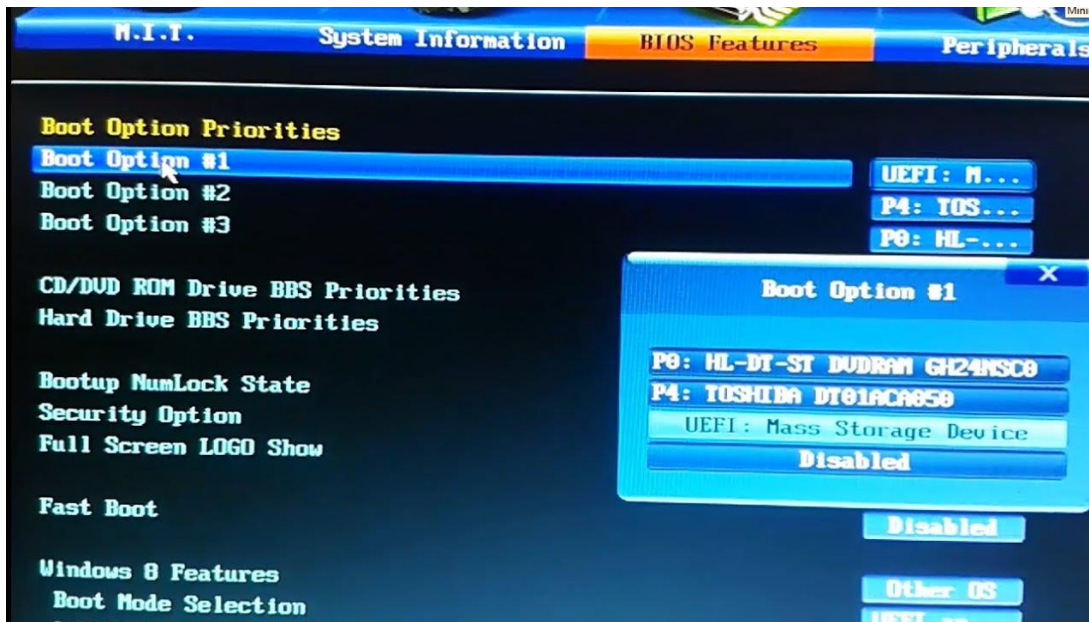 Mini
M.I.T.
System Information
BIOS Features
Peripherals
Boot Option Priorities
Boot Option #1
UEFI: M...
Boot Option #2
P4: TOS...
Boot Option #3
P0: HL-...
CD/DVD ROM Drive BBS Priorities
Hard Drive BBS Priorities
Bootup NumLock State
Security Option
Full Screen LOGO Show
Fast Boot
Disabled
Windows 8 Features
Other OS
Boot Mode Selection
UEFI
X
Boot Option #1
P0: HL-DT-ST DVDRAM GH24NSC0
P4: TOSHIBA DT01ACA050
UEFI: Mass Storage Device
Disabled